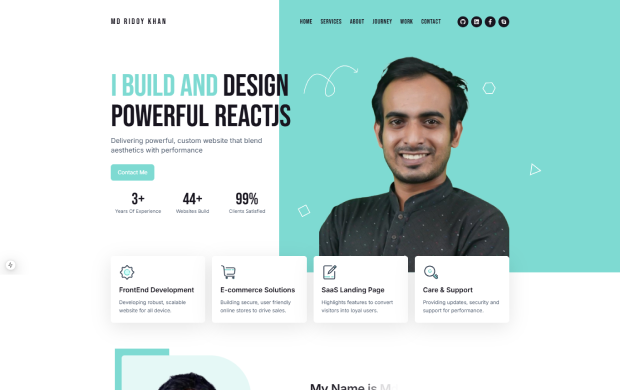 MD RIDOY KHAN
HOME SERVICES ABOUT JOURNEY WORK CONTACT
I BUILD AND DESIGN
POWERFUL REACTJS
Delivering powerful, custom website that blend
aesthetics with performance
Contact Me
3+ 44+ 99%
Years Of Experience Websites Build Clients Satisfied
FrontEnd Development
Developing robust, scalable
website for all device.
E-commerce Solutions
Building secure, user friendly
online stores to drive sales.
SaaS Landing Page
Highlights features to convert
visitors into loyal users.
Care & Support
Providing updates, security and
support for performance.
My Name is M